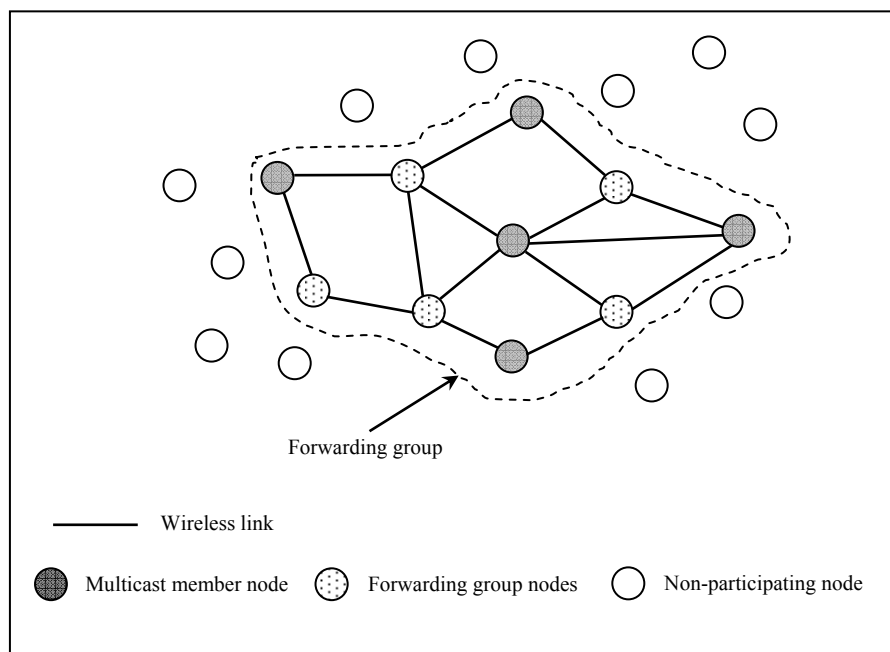 Forwarding group
Wireless link
Multicast member node
Forwarding group nodes
Non-participating node